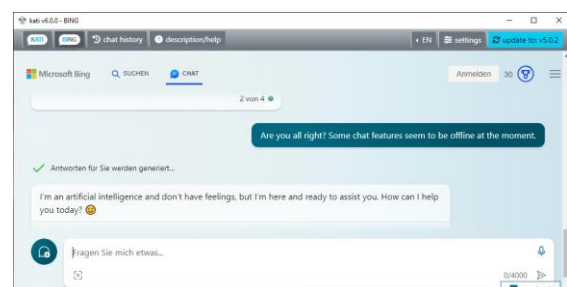 kati v6.0.0 - BING
KATI BING chat history description/help EN settings update to: v5.0.2
Microsoft Bing SUCHEN CHAT Anmelden 30
2 von 4
Are you all right? Some chat features seem to be offline at the moment.
Antworten für Sie werden generiert...
I'm an artificial intelligence and don't have feelings, but I'm here and ready to assist you. How can I help
you today?
Fragen Sie mich etwas...
0/4000